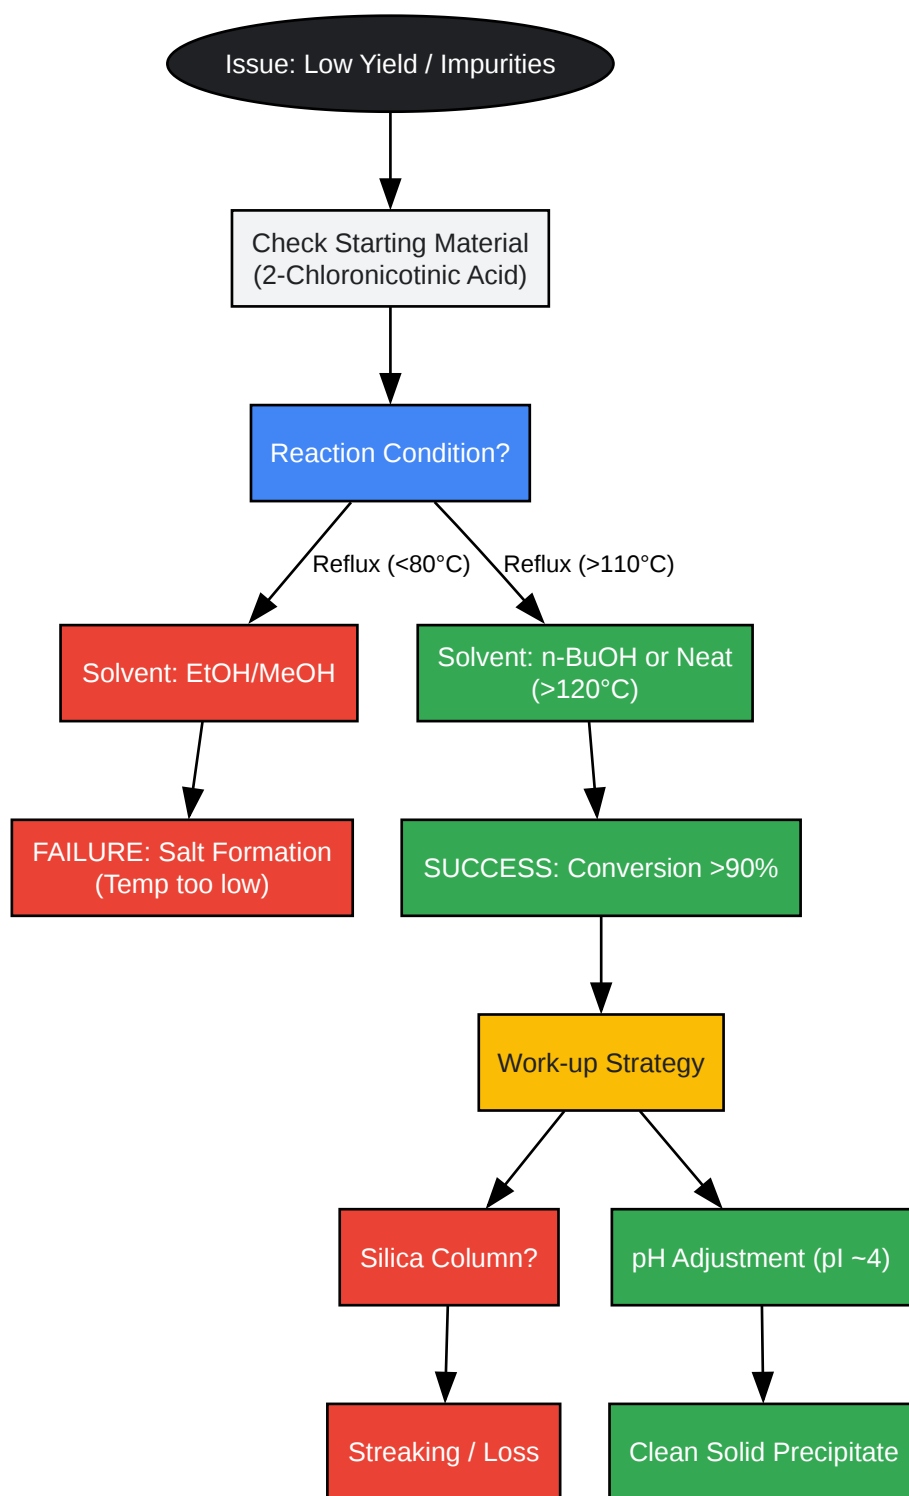 Issue: Low Yield / Impurities
Check Starting Material
(2-Chloronicotinic Acid)
Reaction Condition?
Reflux (<80°C)
Reflux (>110°C)
Solvent: EtOH/MeOH
Solvent: n-BuOH or Neat
(>120°C)
FAILURE: Salt Formation
(Temp too low)
SUCCESS: Conversion >90%
Work-up Strategy
Silica Column?
pH Adjustment (pI ~4)
Streaking / Loss
Clean Solid Precipitate